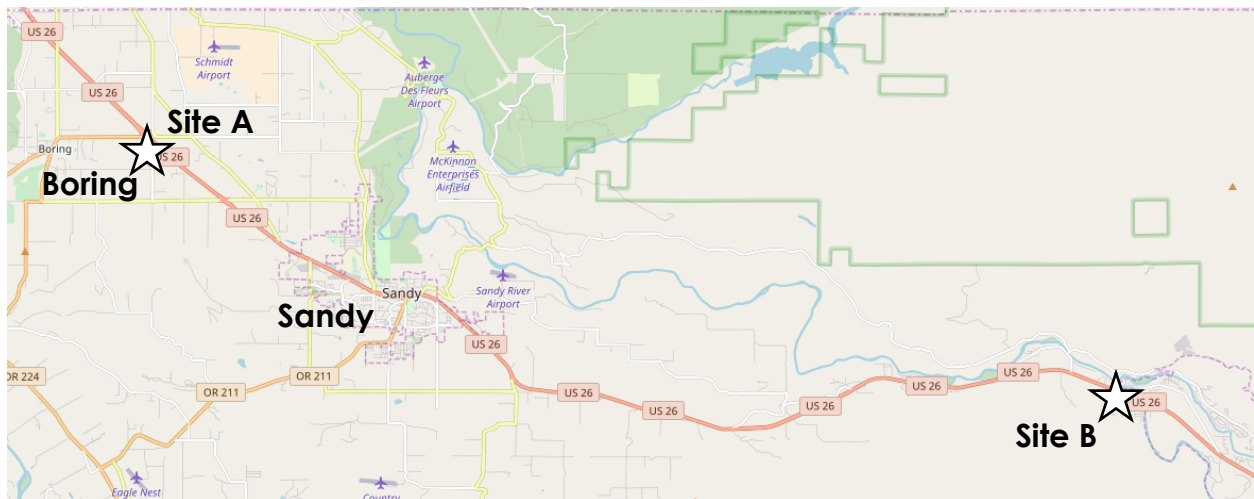 US 26
Schmidt
Airport
Auberge
Des Fleurs
Airport
US 26
Site A
Boring
US 26
McKinnon
Enterprises
Airfield
Boring
US 26
Sandy
Sandy River
Airport
Sandy
US 26
OR 224
OR 211
OR 211
US 26
US 26
US 26
US 26
US 26
US 26
Site B
Eagle Nest
Country